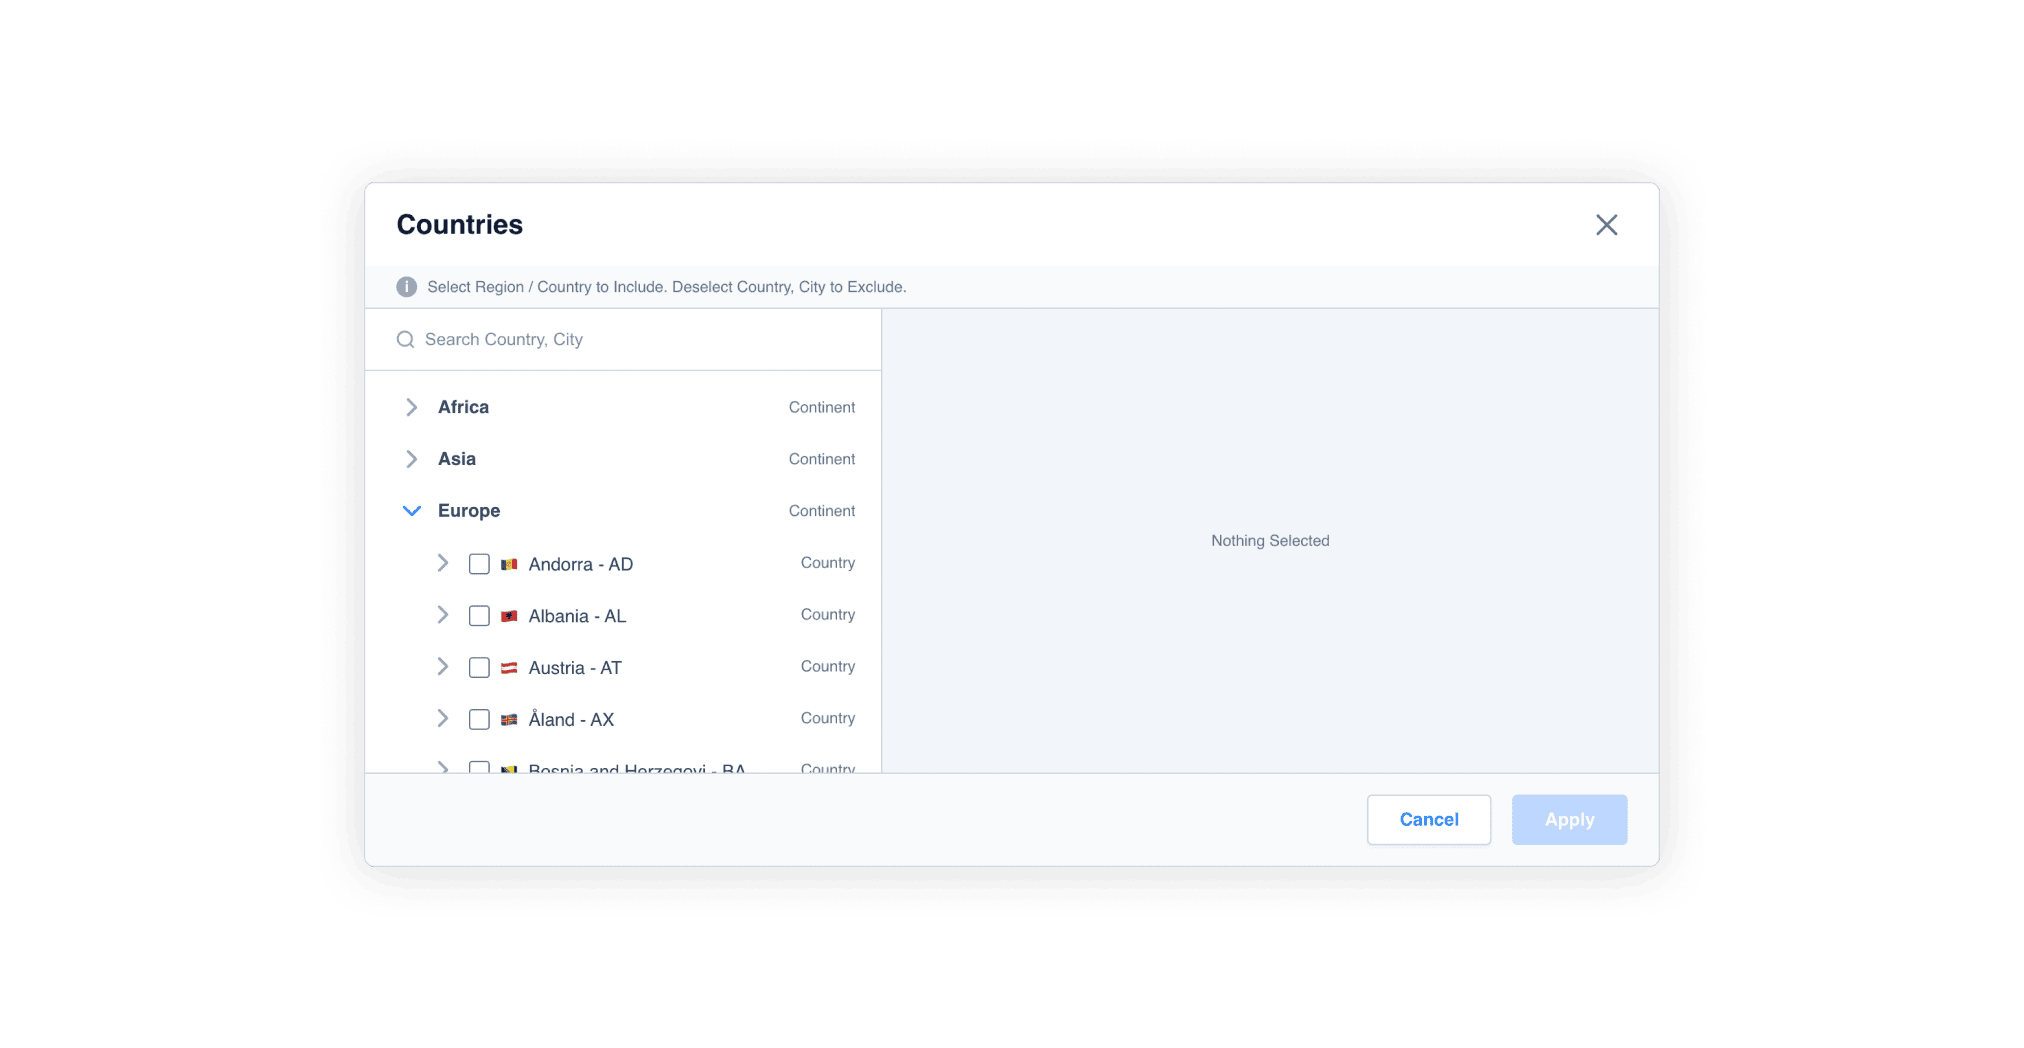 Countries
Select Region / Country to Include. Deselect Country, City to Exclude.
Search Country, City
Africa Continent
Asia Continent
Europe Continent
Andorra - AD Country
Albania - AL Country
Austria - AT Country
Åland - AX Country
Bosnia and Herzegovi - BA Country
Nothing Selected
Cancel Apply